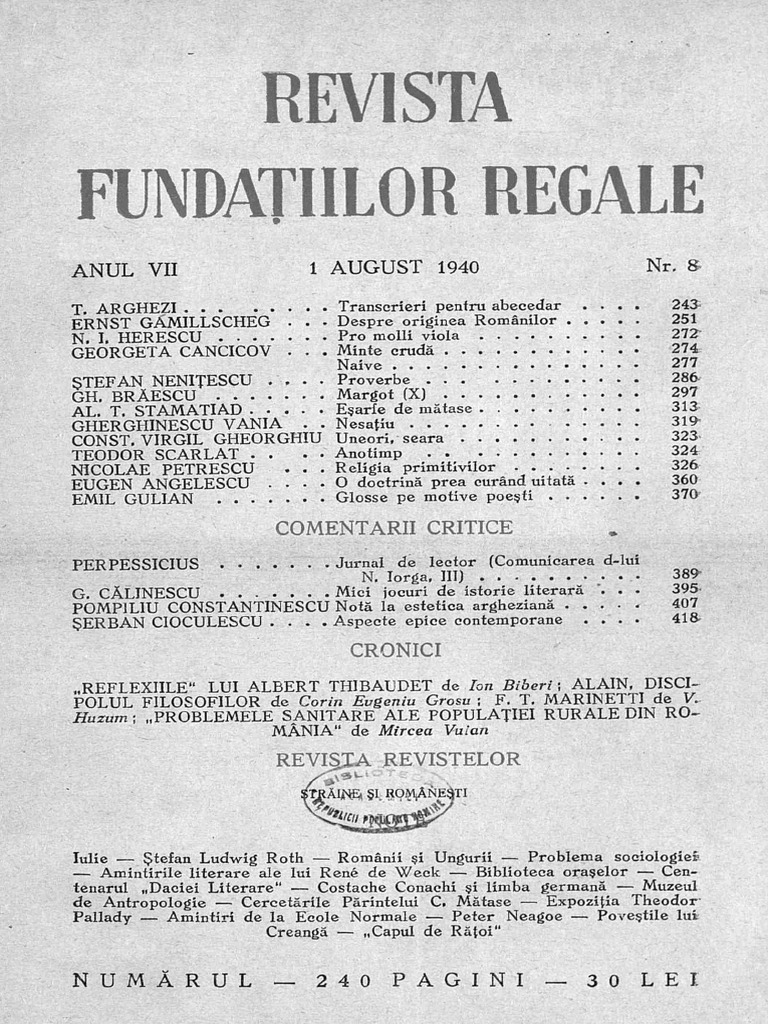 REVISTA
FUNDAȚIILOR REGALE
ANUL VII 1 AUGUST 1940 Nr. 8
T. ARGHEZI . . . . . . . . . Transcrieri pentru abecedar . . . . 243
ERNST GAMILLSCHEG . . . Despre originea Românilor . . . . . 251
N. I. HERESCU . . . . . . . Pro molli viola . . . . . . . . . . 272
GEORGETA CANCICOV . . . Minte crudă . . . . . . . . . . . . 274
Naive . . . . . . . . . . . . . . 277
ȘTEFAN NENIȚESCU . . . . Proverbe . . . . . . . . . . . . 286
GH. BRĂESCU . . . . . . . Margot (X) . . . . . . . . . . . 297
AL. T. STAMATIAD . . . . . Eșarfe de mătase . . . . . . . . . 313
GHERGHINESCU VANIA . . Nesațiu . . . . . . . . . . . . . 319
CONST. VIRGIL GHEORGHIU Uneori, seara . . . . . . . . . . . 323
TEODOR SCARLAT . . . . . Anotimp . . . . . . . . . . . . 324
NICOLAE PETRESCU . . . Religia primitivilor . . . . . . . . 326
EUGEN ANGELESCU . . . . O doctrină prea curând uitată . . . . 360
EMIL GULIAN . . . . . . . Glosse pe motive poești . . . . . . 370
COMENTARII CRITICE
PERPESSICIUS . . . . . . . Jurnal de lector (Comunicarea d-lui
N. Iorga, III) . . . . . . . . . . 389
G. CĂLINESCU . . . . . . . Mici jocuri de istorie literară . . . 395
POMPILIU CONSTANTINESCU Notă la estetica argheziană . . . . . 407
ȘERBAN CIOCULESCU . . . . Aspecte epice contemporane . . . . 418
CRONICI
„REFLEXIILE“ LUI ALBERT THIBAUDET de Ion Biberi; ALAIN, DISCI-
POLUL FILOSOFILOR de Corin Evgeniu Grosu; F. T. MARINETTI de V.
Huzum; „PROBLEMELE SANITARE ALE POPULAȚIEI RURALE DIN RO-
MÂNIA“ de Mircea Vulan
REVISTA REVISTELOR
BIBLIOTECA
STRĂINE ȘI ROMÂNEȘTI
REPUBLICII POPULARE ROMÎNE
NOTE
Iulie — Ștefan Ludwig Roth — Românii și Ungurii — Problema sociologiei
— Amintirile literare ale lui René de Weck — Biblioteca orașelor — Cen-
tenarul „Daciei Literare“ — Costache Conachi și limba germană — Muzeul
de Antropologie — Cercetările Părintelui C. Mătase — Expoziția Theodor
Pallady — Amintiri de la Ecole Normale — Peter Neagoe — Poveștile lui
Creangă — „Capul de Rățoi“
NUMĂRUL — 240 PAGINI — 30 LEI